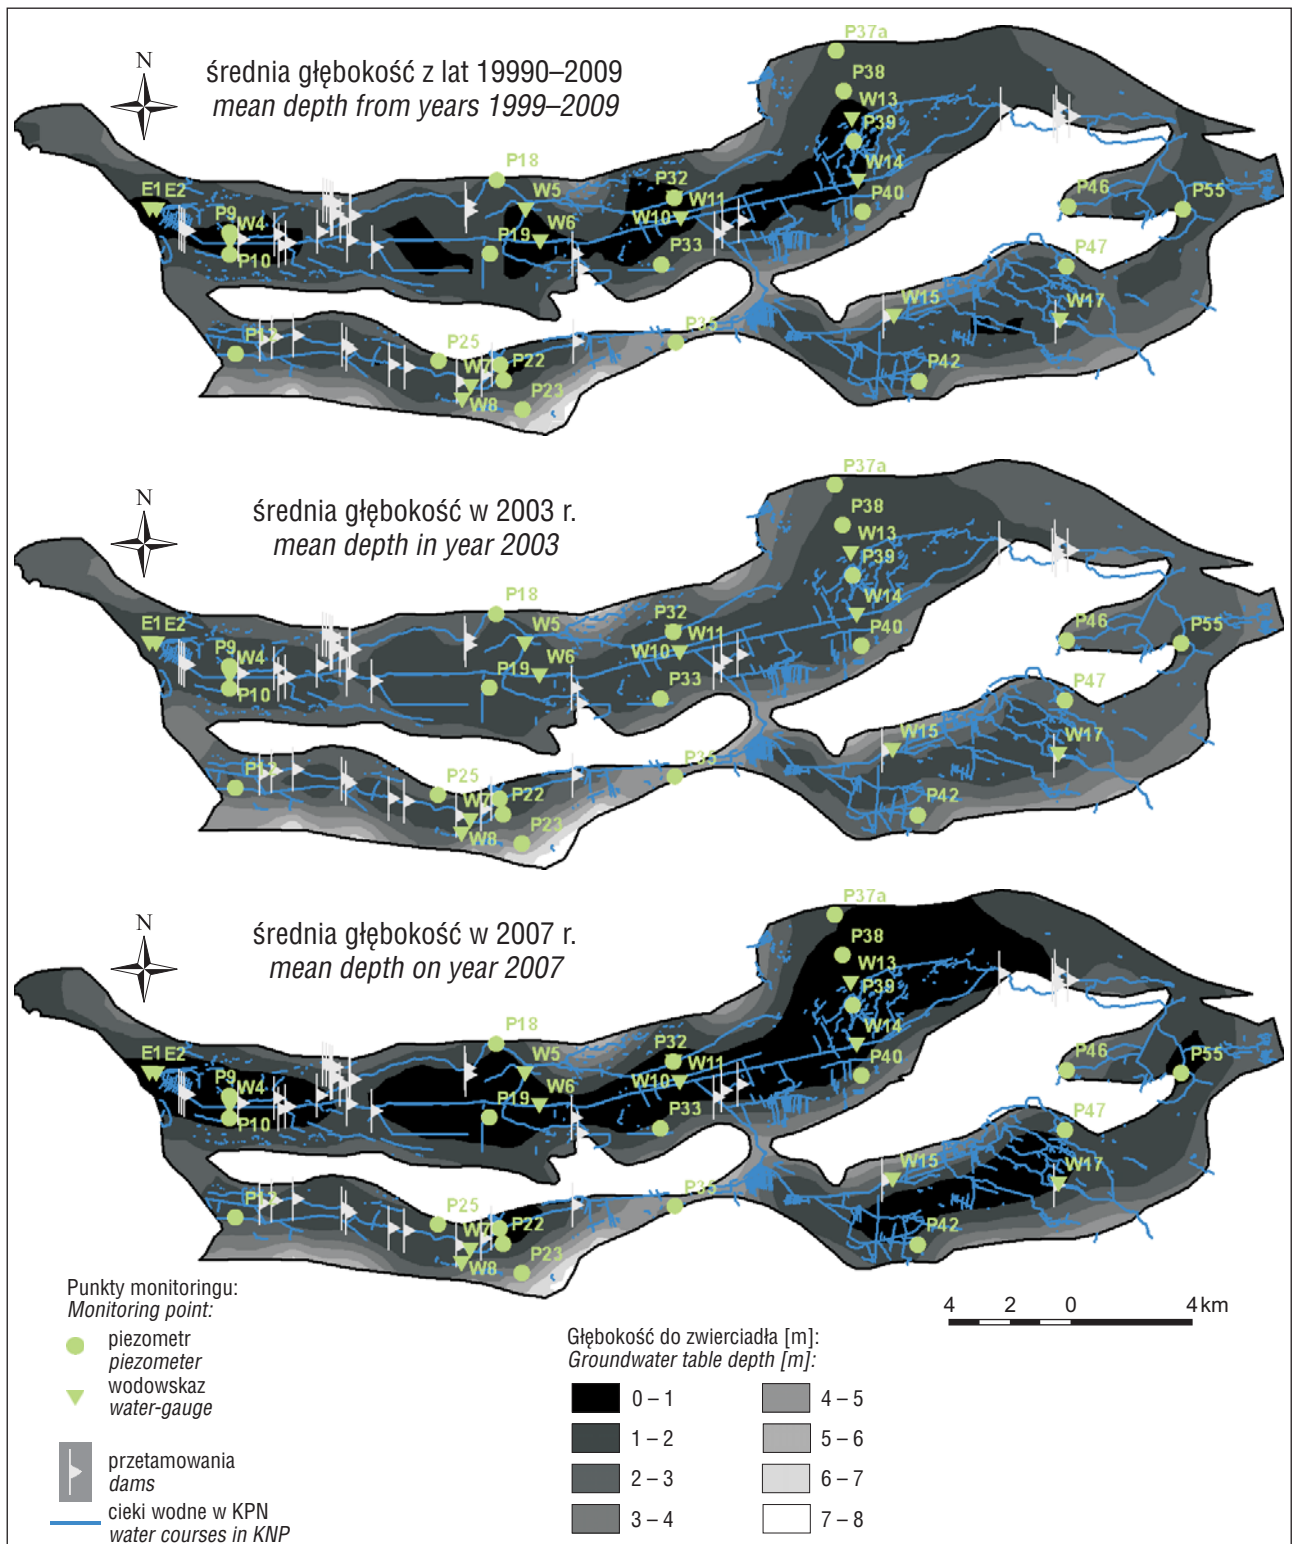 N
średnia głębokość z lat 19990–2009
mean depth from years 1999–2009
P37a
P38
W13
P39
W14
P40
P18
W5
P32
W11
W10
W6
P19
P33
E1 E2
P9
W4
P10
P46
P55
P47
W15
W17
P42
P13
P25
P22
W7
W8
P23
P35
N
średnia głębokość w 2003 r.
mean depth in year 2003
P37a
P38
W13
P39
W14
P40
P18
W5
P32
W11
W10
W6
P19
P33
E1 E2
P9
W4
P10
P46
P55
P47
W15
W17
P42
P13
P25
P22
W7
W8
P23
P35
N
średnia głębokość w 2007 r.
mean depth on year 2007
P37a
P38
W13
P39
W14
P40
P18
W5
P32
W11
W10
W6
P19
P33
E1 E2
P9
W4
P10
P46
P55
P47
W15
W17
P42
P13
P25
P22
W7
W8
P23
P35
Punkty monitoringu:
Monitoring point:
piezometr
piezometer
wodowskaz
water-gauge
przetamowania
dams
cieki wodne w KPN
water courses in KNP
4 2 0 4 km
Głębokość do zwierciadła [m]:
Groundwater table depth [m]:
0 – 1
1 – 2
2 – 3
3 – 4
4 – 5
5 – 6
6 – 7
7 – 8